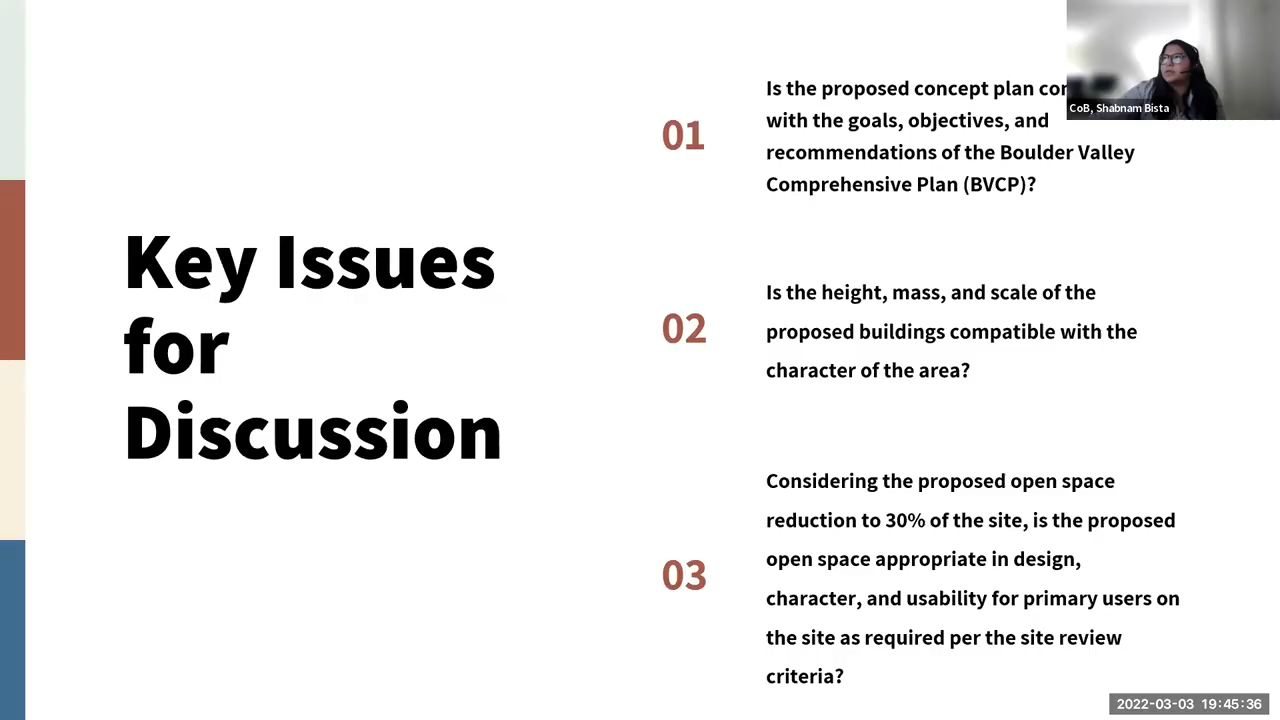 Key Issues
for
Discussion
01
Is the proposed concept plan
with the goals, objectives, and
recommendations of the Boulder Valley
Comprehensive Plan (BVCP)?
02
Is the height, mass, and scale of the
proposed buildings compatible with the
character of the area?
03
Considering the proposed open space
reduction to 30% of the site, is the proposed
open space appropriate in design,
character, and usability for primary users on
the site as required per the site review
criteria?
CoB, Shabnam Bista
2022-03-03 19:45:36